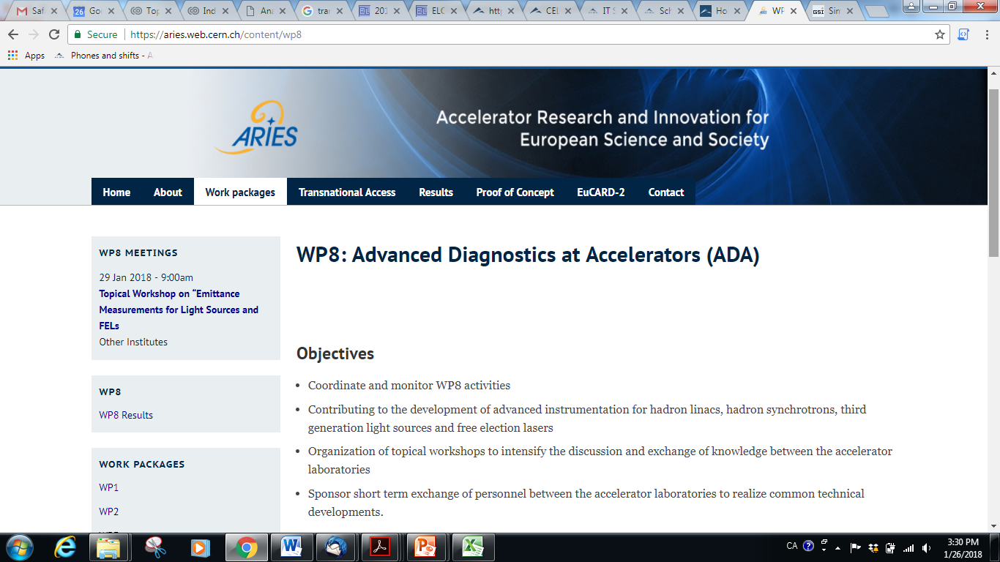 Saf
26
Go
Top
Ind
Ana
trar
201
ELC
htt
CEL
IT S
Sch
Ho
WP
GSI
Sin
Secure
https://aries.web.cern.ch/content/wp8
Apps
Phones and shifts - A
ARIES
Accelerator Research and Innovation for
European Science and Society
Home
About
Work packages
Transnational Access
Results
Proof of Concept
EuCARD-2
Contact
WP8 MEETINGS
29 Jan 2018 - 9:00am
Topical Workshop on “Emittance
Measurements for Light Sources and
FELs
Other Institutes
WP8
WP8 Results
WORK PACKAGES
WP1
WP2
WP8: Advanced Diagnostics at Accelerators (ADA)
Objectives
• Coordinate and monitor WP8 activities
• Contributing to the development of advanced instrumentation for hadron linacs, hadron synchrotrons, third
generation light sources and free election lasers
• Organization of topical workshops to intensify the discussion and exchange of knowledge between the accelerator
laboratories
• Sponsor short term exchange of personnel between the accelerator laboratories to realize common technical
developments.
CA
3:30 PM
1/26/2018